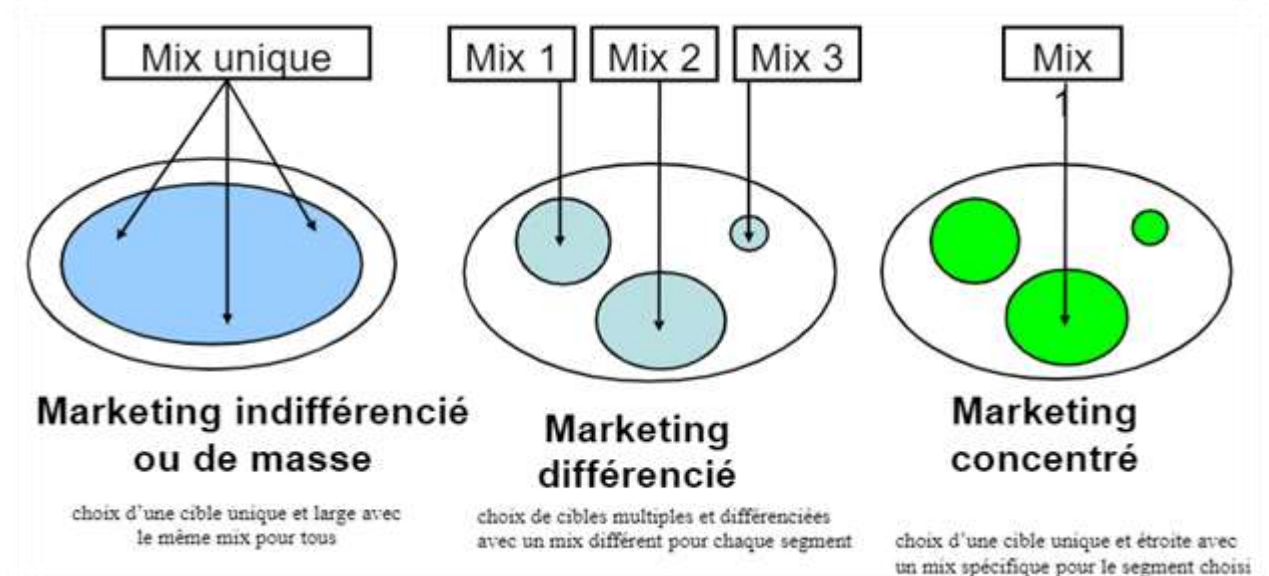 Mix unique
Mix 1
Mix 2
Mix 3
Mix
1
Marketing indifférencié
ou de masse
choix d’une cible unique et large avec
le même mix pour tous
Marketing
différencié
choix de cibles multiples et différenciées
avec un mix différent pour chaque segment
Marketing
concentré
choix d’une cible unique et étroite avec
un mix spécifique pour le segment choisi